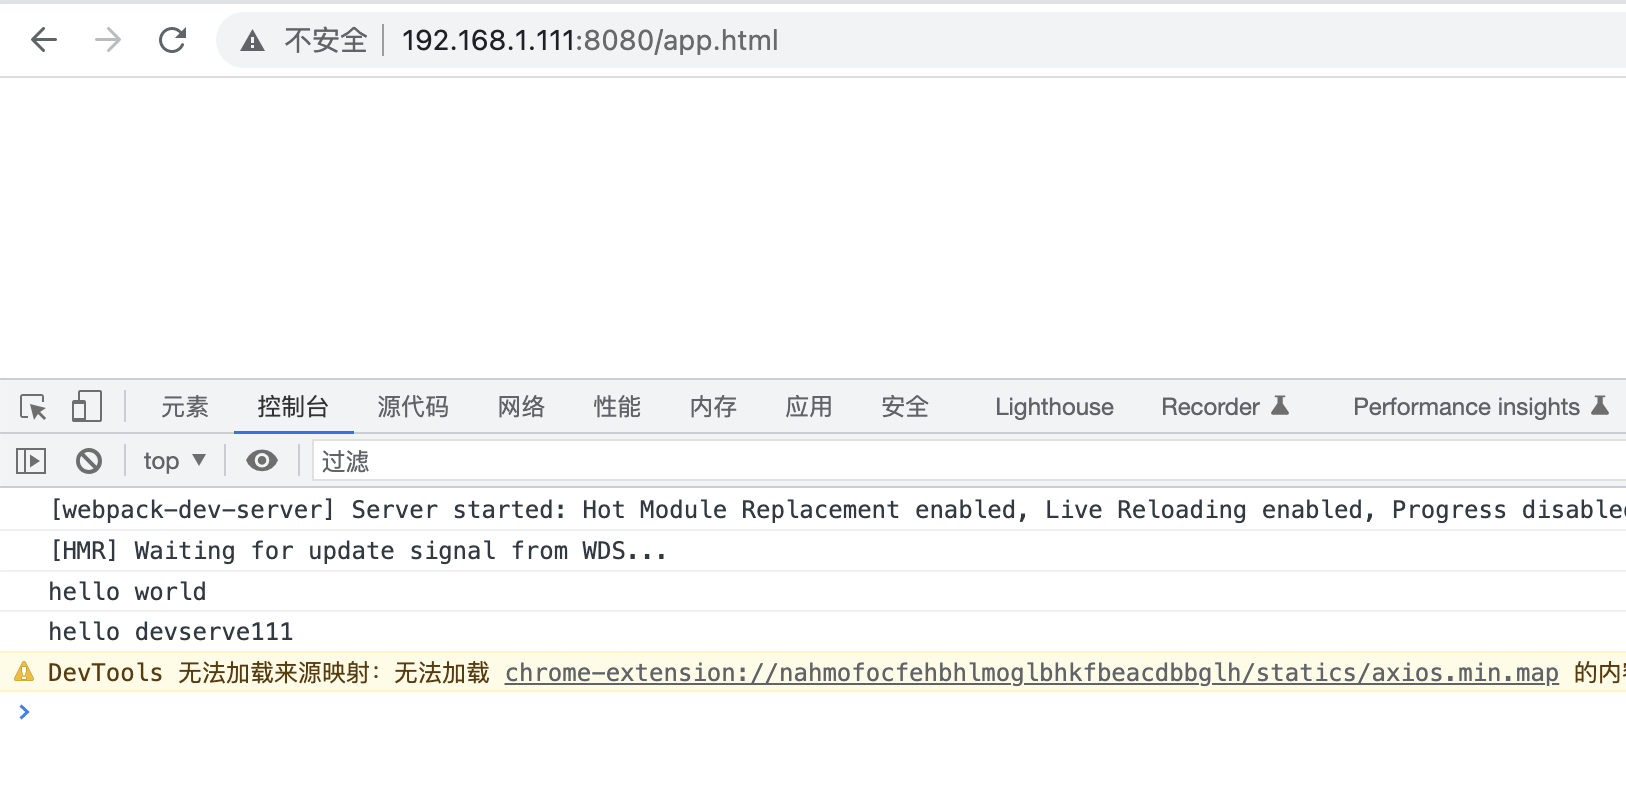 不安全 192.168.1.111:8080/app.html
元素 控制台 源代码 网络 性能 内存 应用 安全 Lighthouse Recorder Performance insights
top 过滤
[webpack-dev-server] Server started: Hot Module Replacement enabled, Live Reloading enabled, Progress
[HMR] Waiting for update signal from WDS...
hello world
hello devserve111
DevTools 无法加载来源映射：无法加载 chrome-extension://nahmofocfehbhlmoglbhkfbeacdbbglh/statics/axios.min.map 的内